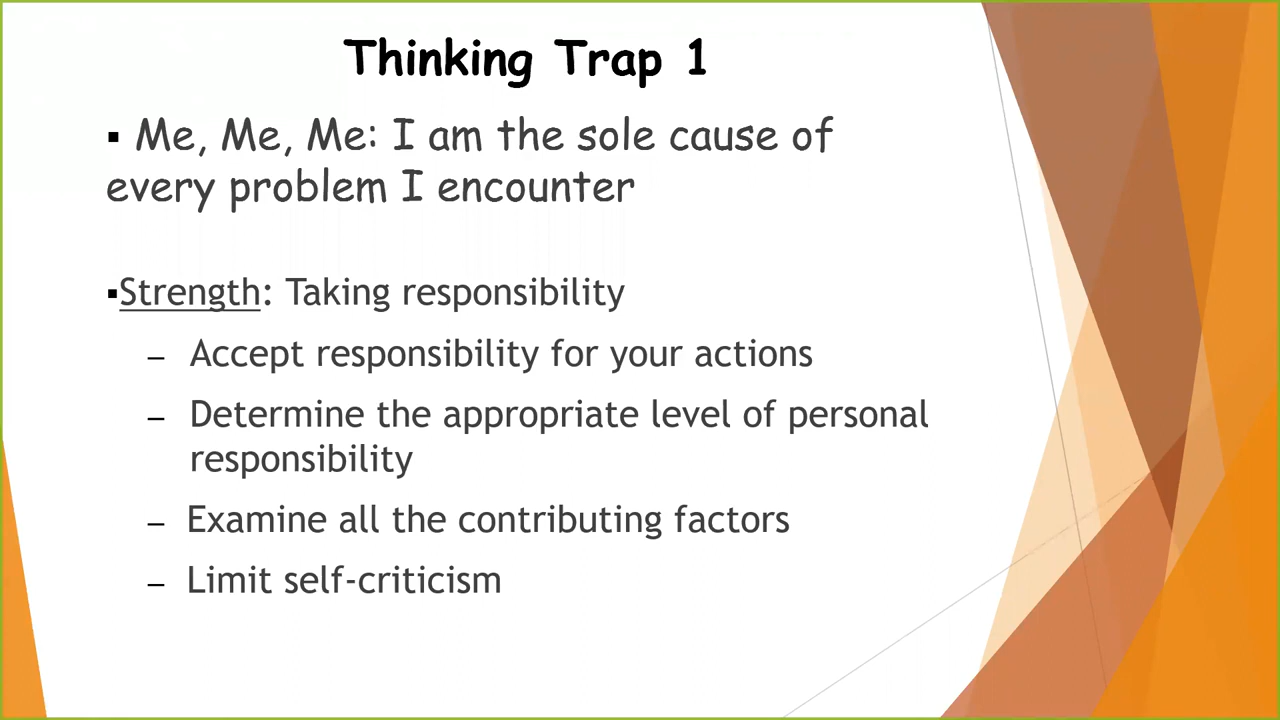 Thinking Trap 1
▪ Me, Me, Me: I am the sole cause of
every problem I encounter
▪Strength: Taking responsibility
– Accept responsibility for your actions
– Determine the appropriate level of personal
responsibility
– Examine all the contributing factors
– Limit self-criticism